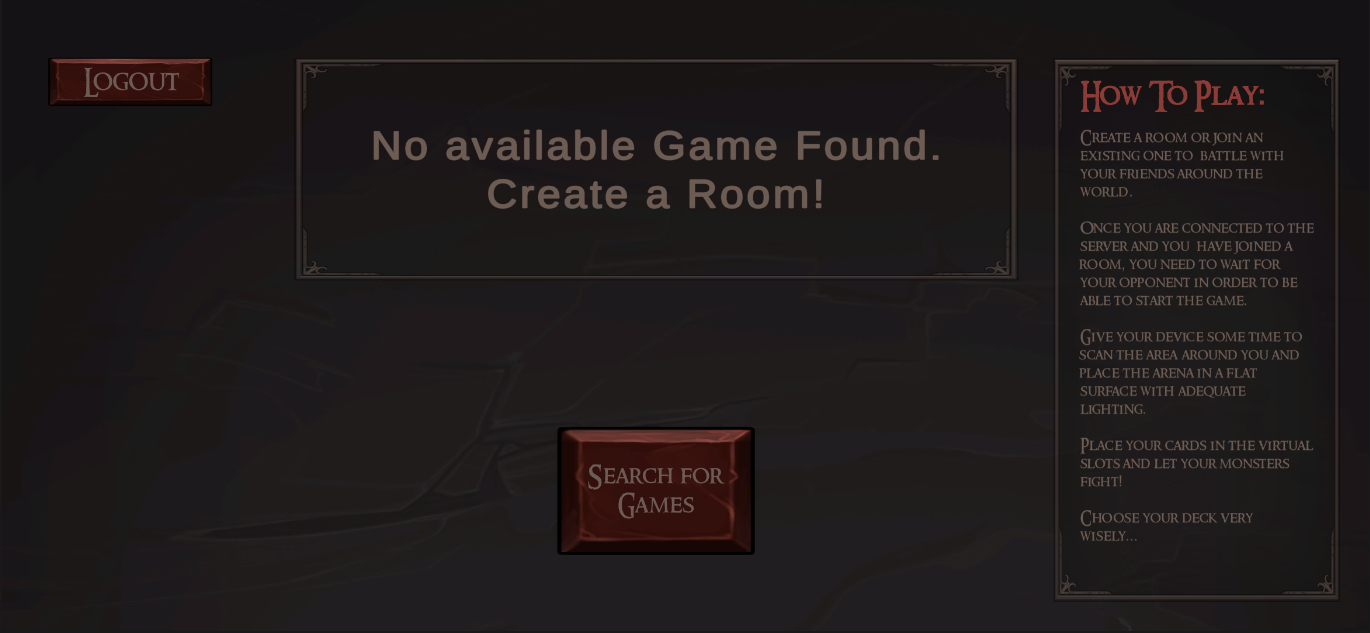 Logout
No available Game Found.
Create a Room!
Search for
Games
How To Play:
Create a room or join an
existing one to battle with
your friends around the
world.
Once you are connected to the
server and you have joined a
room, you need to wait for
your opponent in order to be
able to start the game.
Give your device some time to
scan the area around you and
place the arena in a flat
surface with adequate
lighting.
Place your cards in the virtual
slots and let your monsters
fight!
Choose your deck very
wisely...